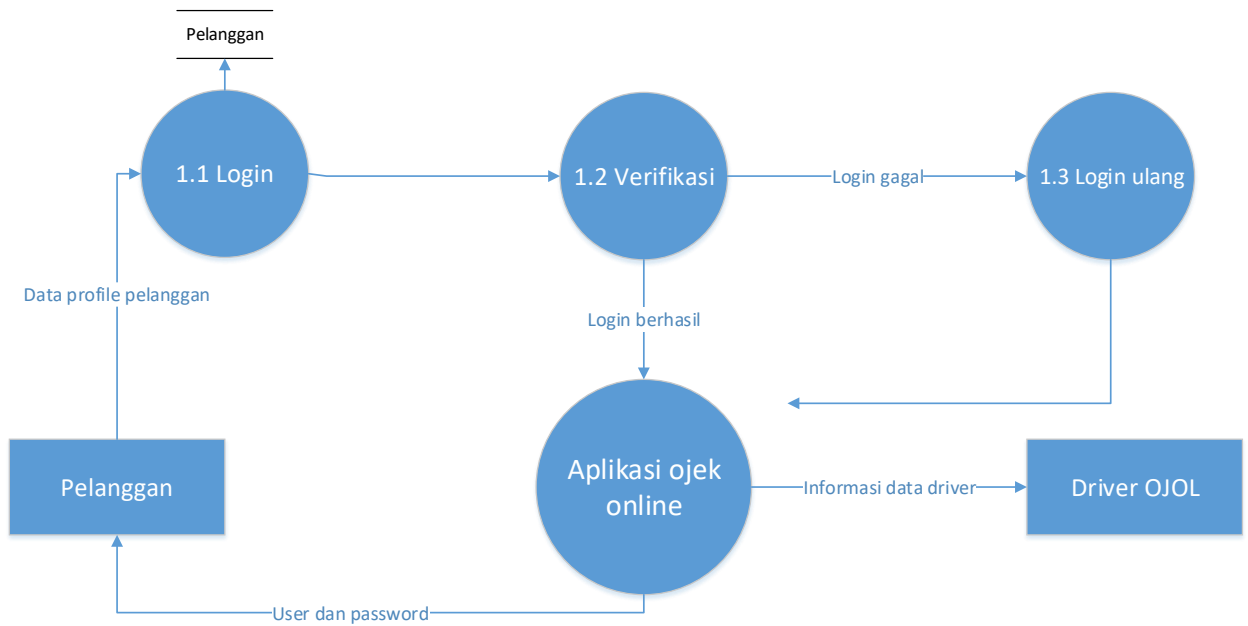 Pelanggan
1.1 Login
1.2 Verifikasi
Login gagal
1.3 Login ulang
Data profile pelanggan
Login berhasil
Pelanggan
Aplikasi ojek
online
Informasi data driver
Driver OJOL
User dan password